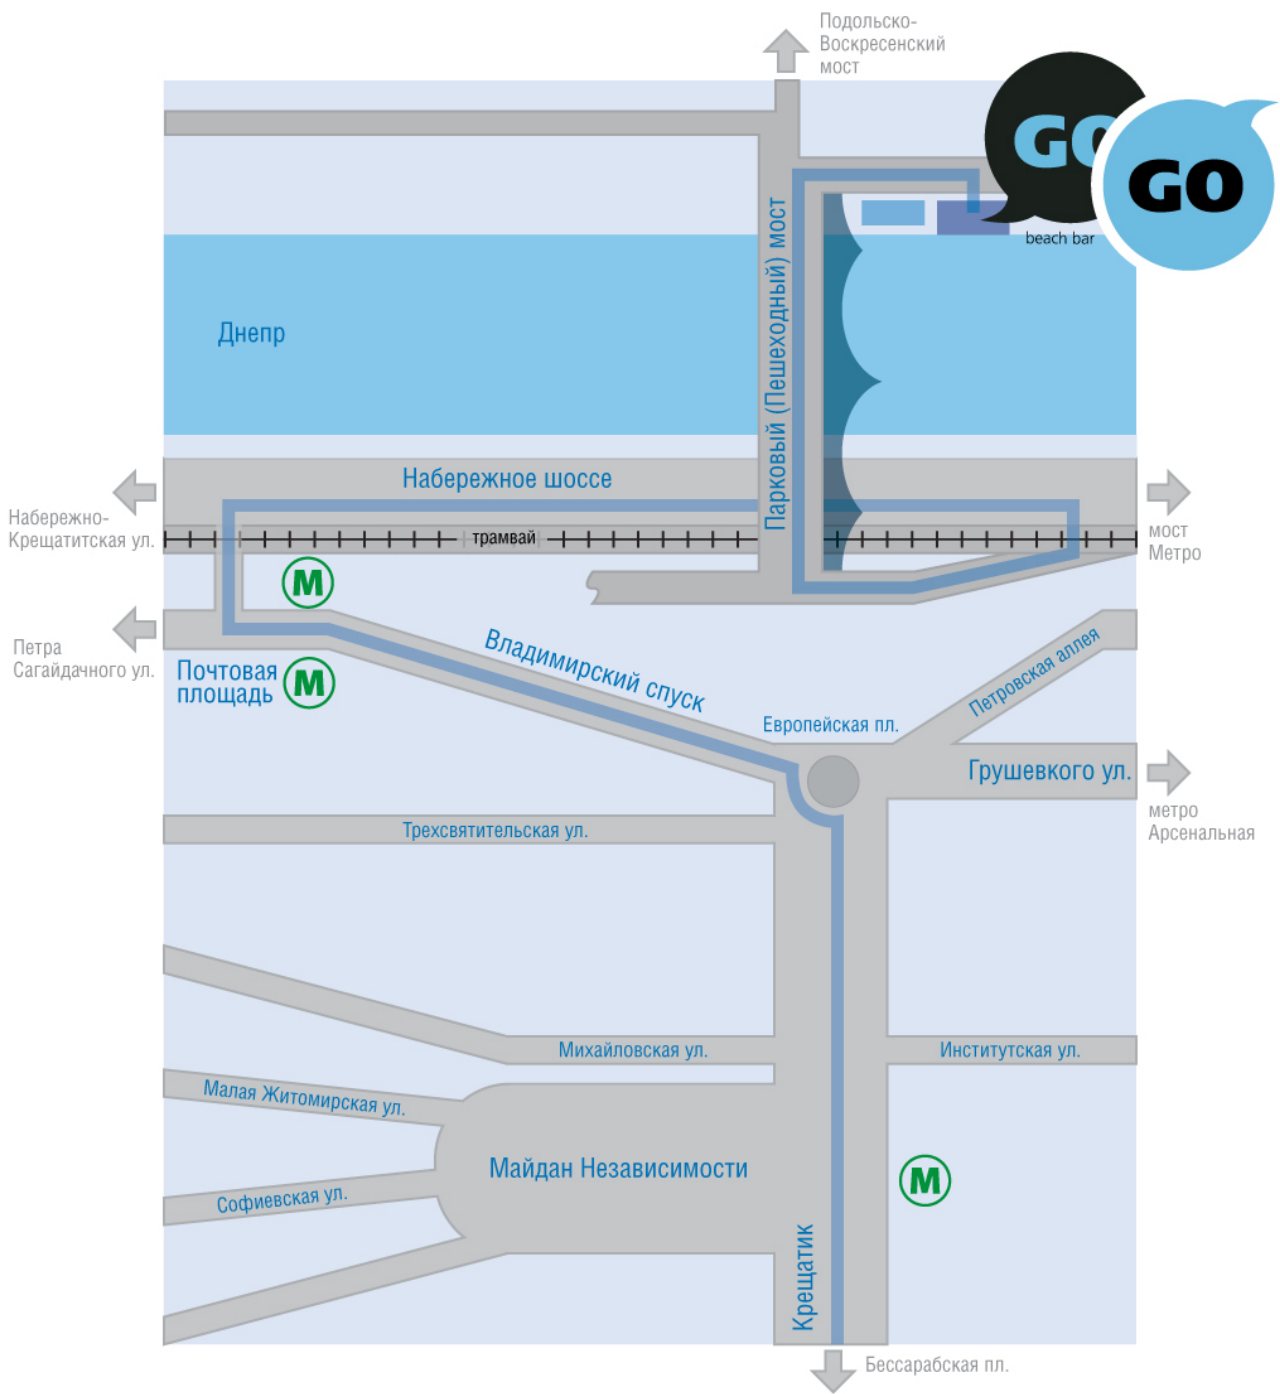 Подольско-
Воскресенский
мост
GO
GO
beach bar
Парковый (Пешеходный) мост
Днепр
Набережное шоссе
Набережно-
Крещатитская ул.
трамвай
мост
Метро
M
Петра
Сагайдачного ул.
Почтовая
площадь
M
Владимирский спуск
Петровская аллея
Европейская пл.
Грушевкого ул.
метро
Арсенальная
Трехсвятительская ул.
Михайловская ул.
Институтская ул.
Малая Житомирская ул.
Майдан Независимости
M
Софиевская ул.
Крещатик
Бессарабская пл.